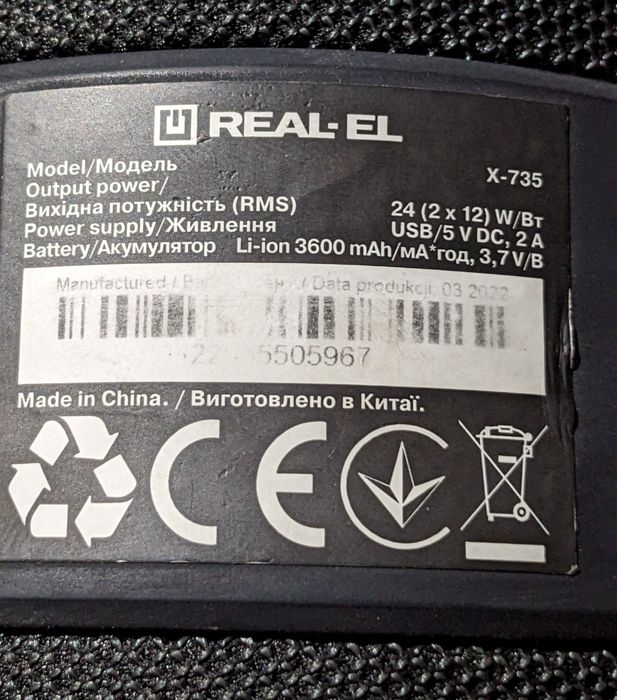 REAL-EL
Model/Модель X-735
Output power/
Вихідна потужність (RMS) 24 (2 x 12) W/Вт
Power supply/Живлення USB/5 V DC, 2 A
Battery/Акумулятор Li-ion 3600 mAh/мА*год, 3,7 V/В
Manufactured / / Data produkcji: 03 2022
5505967
Made in China. / Виготовлено в Китаї.
CE